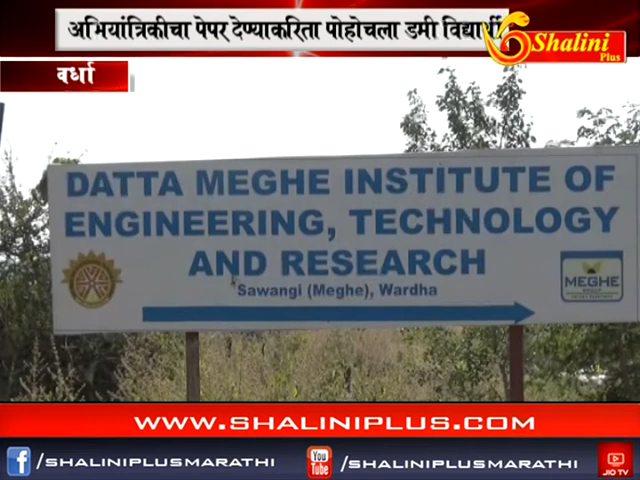 अभियांत्रिकीचा पेपर देण्याकरिता पोहोचला डमी विद्यार्थी
Shalini
Plus
वर्धा
DATTA MEGHE INSTITUTE OF
ENGINEERING, TECHNOLOGY
AND RESEARCH
Sawangi (Meghe), Wardha
MEGHE
WWW.SHALINIPLUS.COM
/SHALINIPLUSMARATHI
You
Tube
/SHALINIPLUSMARATHI
JIO TV